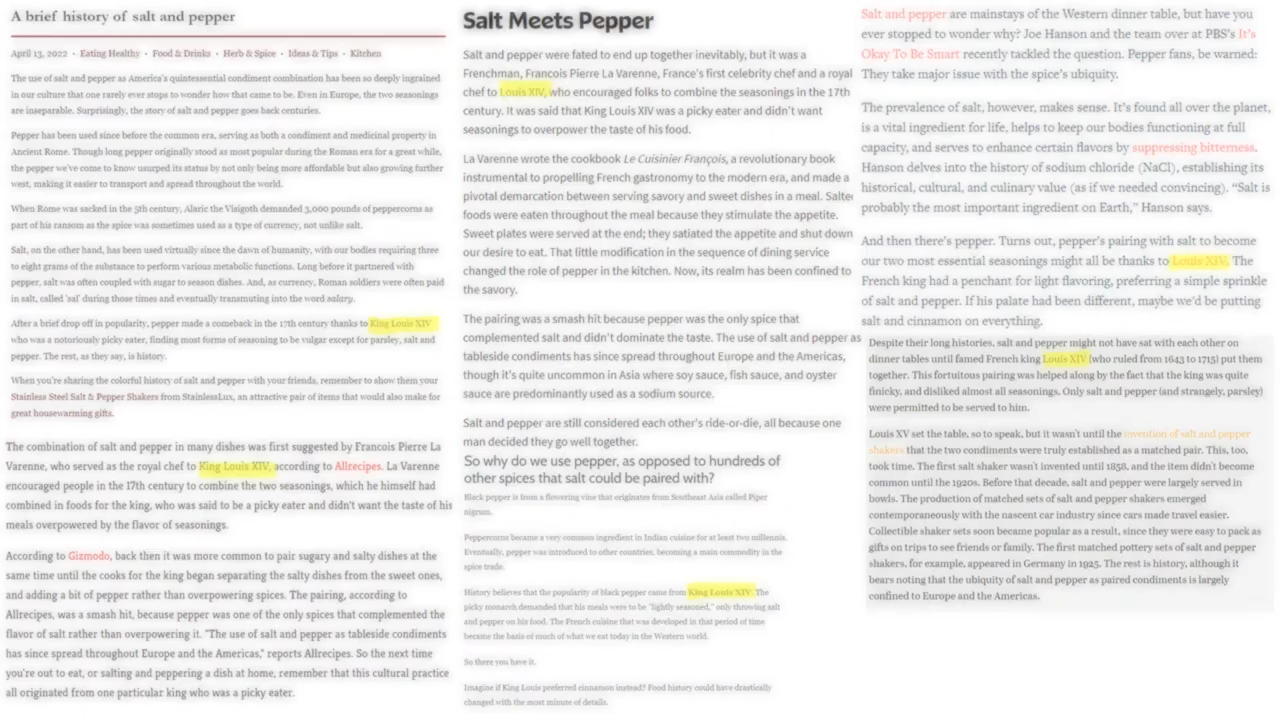 A brief history of salt and pepper
April 13, 2022 · Eating Healthy · Food & Drinks · Herb & Spice · Ideas & Tips · Kitchen
The use of salt and pepper as America's quintessential condiment combination has been so deeply ingrained
in our culture that one rarely ever stops to wonder how that came to be. Even in Europe, the two seasonings
are inseparable. Surprisingly, the story of salt and pepper goes back centuries.
Pepper has been used since before the common era, serving as both a condiment and medicinal property in
Ancient Rome. Though long pepper originally stood as most popular during the Roman era for a great while,
the pepper we've come to know usurped its status by not only being more affordable but also growing further
west, making it easier to transport and spread throughout the world.
When Rome was sacked in the 5th century, Alaric the Visigoth demanded 3,000 pounds of peppercorns as
part of his ransom as the spice was sometimes used as a type of currency, not unlike salt.
Salt, on the other hand, has been used virtually since the dawn of humanity, with our bodies requiring three
to eight grams of the substance to perform various metabolic functions. Long before it partnered with
pepper, salt was often coupled with sugar to season dishes. And, as currency, Roman soldiers were often paid
in salt, called 'sal' during those times and eventually transmuting into the word salary.
After a brief drop off in popularity, pepper made a comeback in the 17th century thanks to King Louis XIV
who was a notoriously picky eater, finding most forms of seasoning to be vulgar except for parsley, salt and
pepper. The rest, as they say, is history.
When you're sharing the colorful history of salt and pepper with your friends, remember to show them your
Stainless Steel Salt & Pepper Shakers from StainlessLux, an attractive pair of items that would also make for
great housewarming gifts.
The combination of salt and pepper in many dishes was first suggested by Francois Pierre La
Varenne, who served as the royal chef to King Louis XIV, according to Allrecipes. La Varenne
encouraged people in the 17th century to combine the two seasonings, which he himself had
combined in foods for the king, who was said to be a picky eater and didn't want the taste of his
meals overpowered by the flavor of seasonings.
According to Gizmodo, back then it was more common to pair sugary and salty dishes at the
same time until the cooks for the king began separating the salty dishes from the sweet ones,
and adding a bit of pepper rather than overpowering spices. The pairing, according to
Allrecipes, was a smash hit, because pepper was one of the only spices that complemented the
flavor of salt rather than overpowering it. "The use of salt and pepper as tableside condiments
has since spread throughout Europe and the Americas," reports Allrecipes. So the next time
you're out to eat, or salting and peppering a dish at home, remember that this cultural practice
all originated from one particular king who was a picky eater.
Salt Meets Pepper
Salt and pepper were fated to end up together inevitably, but it was a
Frenchman, Francois Pierre La Varenne, France's first celebrity chef and a royal
chef to Louis XIV, who encouraged folks to combine the seasonings in the 17th
century. It was said that King Louis XIV was a picky eater and didn't want
seasonings to overpower the taste of his food.
La Varenne wrote the cookbook Le Cuisinier François, a revolutionary book
instrumental to propelling French gastronomy to the modern era, and made a
pivotal demarcation between serving savory and sweet dishes in a meal. Salted
foods were eaten throughout the meal because they stimulate the appetite.
Sweet plates were served at the end; they satiated the appetite and shut down
our desire to eat. That little modification in the sequence of dining service
changed the role of pepper in the kitchen. Now, its realm has been confined to
the savory.
The pairing was a smash hit because pepper was the only spice that
complemented salt and didn't dominate the taste. The use of salt and pepper as
tableside condiments has since spread throughout Europe and the Americas,
though it's quite uncommon in Asia where soy sauce, fish sauce, and oyster
sauce are predominantly used as a sodium source.
Salt and pepper are still considered each other's ride-or-die, all because one
man decided they go well together.
So why do we use pepper, as opposed to hundreds of
other spices that salt could be paired with?
Black pepper is from a flowering vine that originates from Southeast Asia called Piper
nigrum.
Peppercorns became a very common ingredient in Indian cuisine for at least two millennia.
Eventually, pepper was introduced to other countries, becoming a main commodity in the
spice trade.
History believes that the popularity of black pepper came from King Louis XIV. The
picky monarch demanded that his meals were to be "lightly seasoned," only throwing salt
and pepper on his food. The French cuisine that was developed in that period of time
became the basis of much of what we eat today in the Western world.
So there you have it.
Imagine if King Louis preferred cinnamon instead? Food history could have drastically
changed with the most minute of details.
Salt and pepper are mainstays of the Western dinner table, but have you
ever stopped to wonder why? Joe Hanson and the team over at PBS's It's
Okay To Be Smart recently tackled the question. Pepper fans, be warned:
They take major issue with the spice's ubiquity.
The prevalence of salt, however, makes sense. It's found all over the planet,
is a vital ingredient for life, helps to keep our bodies functioning at full
capacity, and serves to enhance certain flavors by suppressing bitterness.
Hanson delves into the history of sodium chloride (NaCl), establishing its
historical, cultural, and culinary value (as if we needed convincing). "Salt is
probably the most important ingredient on Earth," Hanson says.
And then there's pepper. Turns out, pepper's pairing with salt to become
our two most essential seasonings might all be thanks to Louis XIV. The
French king had a penchant for light flavoring, preferring a simple sprinkle
of salt and pepper. If his palate had been different, maybe we'd be putting
salt and cinnamon on everything.
Despite their long histories, salt and pepper might not have sat with each other on
dinner tables until famed French king Louis XIV (who ruled from 1643 to 1715) put them
together. This fortuitous pairing was helped along by the fact that the king was quite
finicky, and disliked almost all seasonings. Only salt and pepper (and strangely, parsley)
were permitted to be served to him.
Louis XV set the table, so to speak, but it wasn't until the invention of salt and pepper
shakers that the two condiments were truly established as a matched pair. This, too,
took time. The first salt shaker wasn't invented until 1858, and the item didn't become
common until the 1920s. Before that decade, salt and pepper were largely served in
bowls. The production of matched sets of salt and pepper shakers emerged
contemporaneously with the nascent car industry since cars made travel easier.
Collectible shaker sets soon became popular as a result, since they were easy to pack as
gifts on trips to see friends or family. The first matched pottery sets of salt and pepper
shakers, for example, appeared in Germany in 1925. The rest is history, although it
bears noting that the ubiquity of salt and pepper as paired condiments is largely
confined to Europe and the Americas.